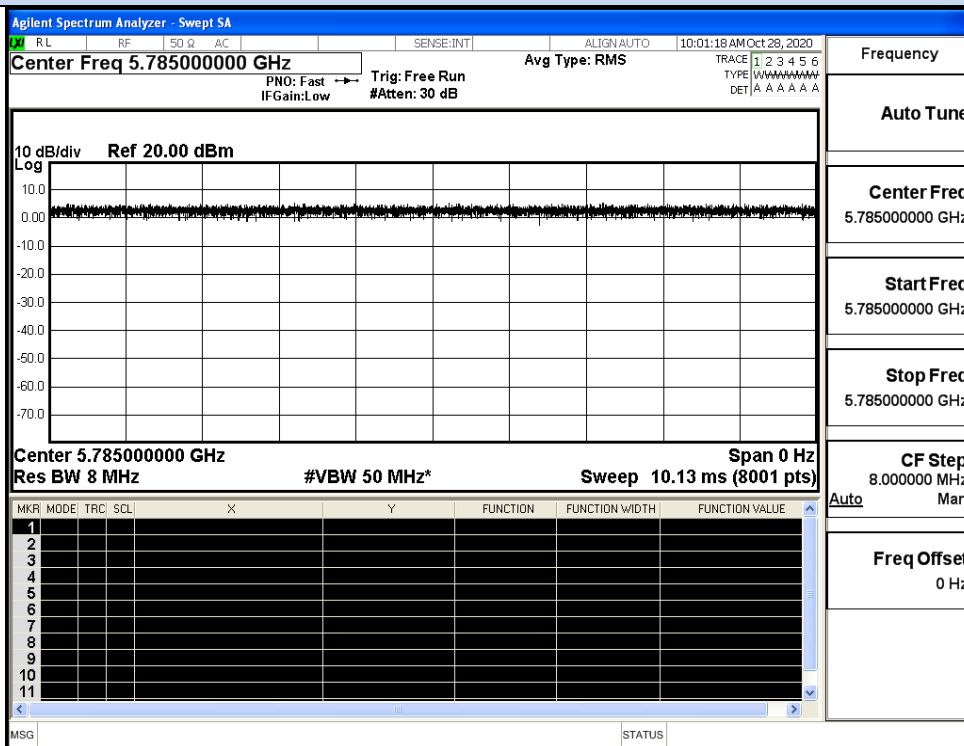 Agilent Spectrum Analyzer - Swept SA
LXI RL RF 50 Ω AC SENSE:INT ALIGN AUTO 10:01:18 AM Oct 28, 2020
Center Freq 5.785000000 GHz
Avg Type: RMS
TRACE 1 2 3 4 5 6
PNO: Fast Trig: Free Run
TYPE WWWWWW
IFGain:Low #Atten: 30 dB
DET A A A A A A
10 dB/div Ref 20.00 dBm
Log
10.0
0.00
-10.0
-20.0
-30.0
-40.0
-50.0
-60.0
-70.0
Center 5.785000000 GHz Span 0 Hz
Res BW 8 MHz #VBW 50 MHz* Sweep 10.13 ms (8001 pts)
MKR MODE TRC SCL X Y FUNCTION FUNCTION WIDTH FUNCTION VALUE
1
2
3
4
5
6
7
8
9
10
11
MSG STATUS
Frequency
Auto Tune
Center Freq
5.785000000 GHz
Start Freq
5.785000000 GHz
Stop Freq
5.785000000 GHz
CF Step
8.000000 MHz
Auto Man
Freq Offset
0 Hz